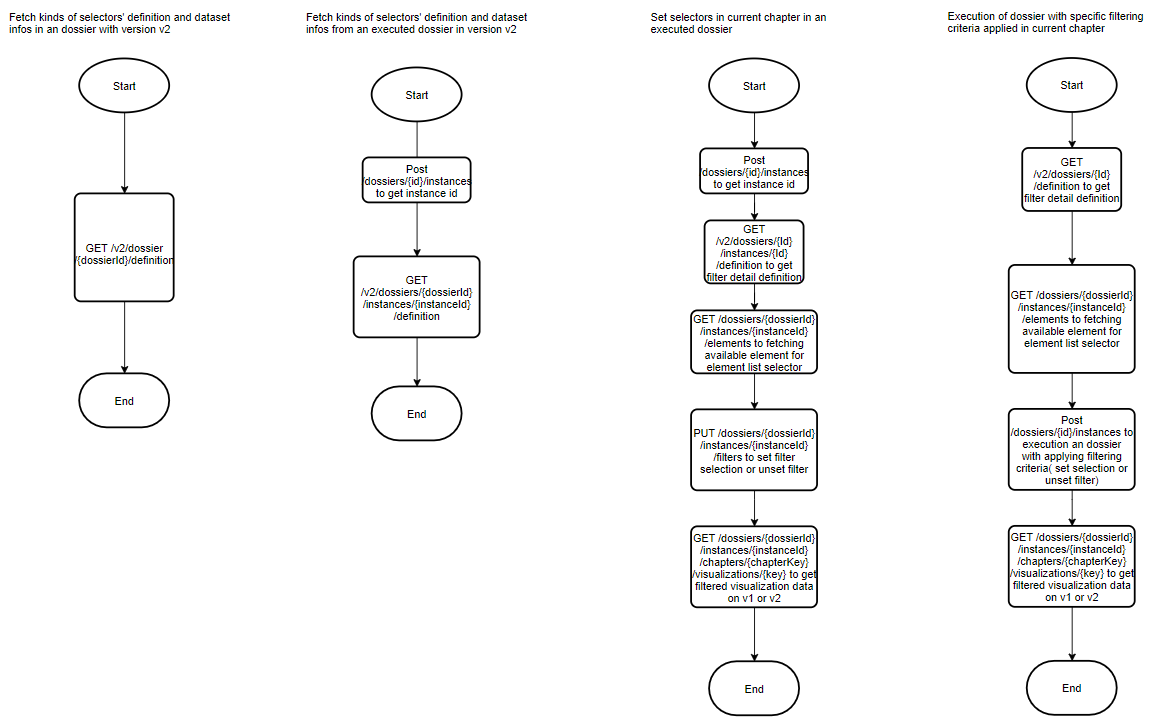 Fetch kinds of selectors' definition and dataset
infos in an dossier with version v2
Start
GET /v2/dossier
/{dossierId}/definition
End
Fetch kinds of selectors' definition and dataset
infos from an executed dossier in version v2
Start
Post
/dossiers/{id}/instances
to get instance id
GET
/v2/dossiers/{dossierId}
/instances/{instanceId}
/definition
End
Set selectors in current chapter in an
executed dossier
Start
Post
/dossiers/{id}/instances
to get instance id
GET
/v2/dossiers/{Id}
/instances/{Id}
/definition to get
filter detail definition
GET /dossiers/{dossierId}
/instances/{instanceId}
/elements to fetching
available element for
element list selector
PUT /dossiers/{dossierId}
/instances/{instanceId}
/filters to set filter
selection or unset filter
GET /dossiers/{dossierId}
/instances/{instanceId}
/chapters/{chapterKey}
/visualizations/{key} to get
filtered visualization data
on v1 or v2
End
Execution of dossier with specific filtering
criteria applied in current chapter
Start
GET
/v2/dossiers/{Id}
/definition to get
filter detail definition
GET /dossiers/{dossierId}
/instances/{instanceId}
/elements to fetching
available element for
element list selector
Post
/dossiers/{id}/instances to
execution an dossier
with applying filtering
criteria( set selection or
unset filter)
GET /dossiers/{dossierId}
/instances/{instanceId}
/chapters/{chapterKey}
/visualizations/{key} to get
filtered visualization data
on v1 or v2
End